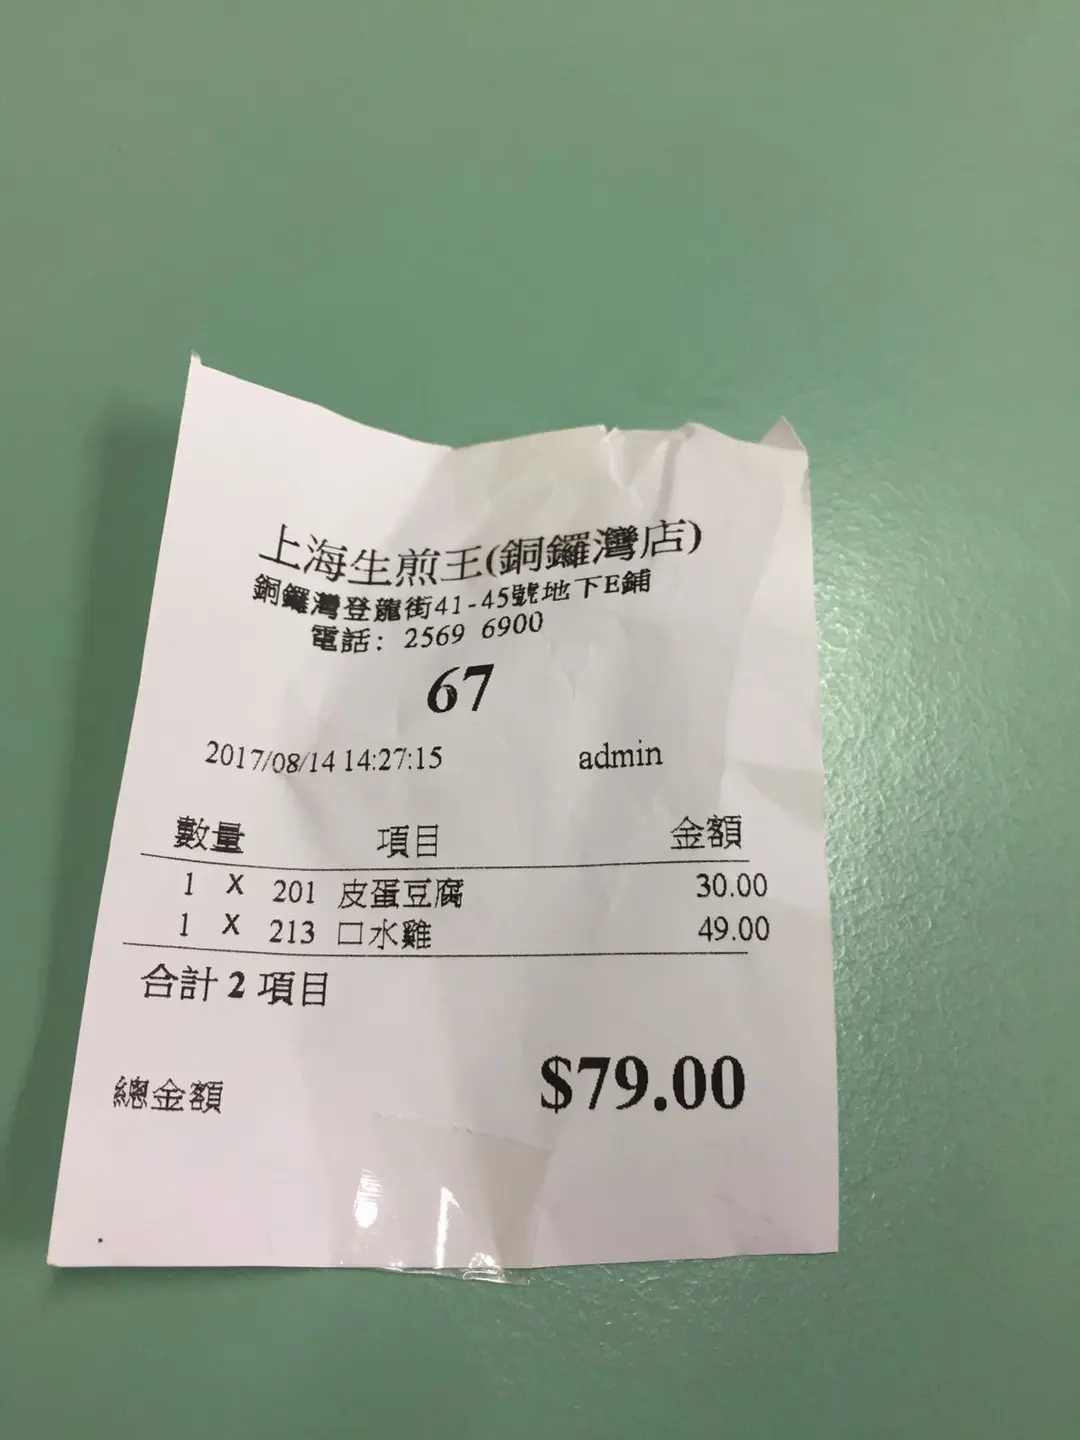 上海生煎王(銅鑼灣店)
銅鑼灣登龍街41-45號地下E鋪
電話: 2569 6900
67
2017/08/14 14:27:15 admin
數量 項目 金額
1 X 201 皮蛋豆腐 30.00
1 X 213 口水雞 49.00
合計 2 項目
總金額 $79.00